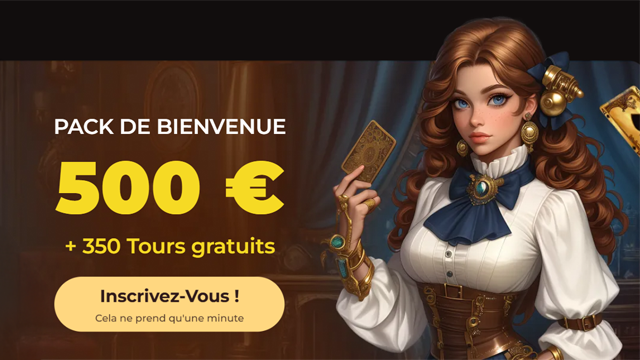 PACK DE BIENVENUE
500 €
+ 350 Tours gratuits
Inscrivez-Vous !
Cela ne prend qu'une minute